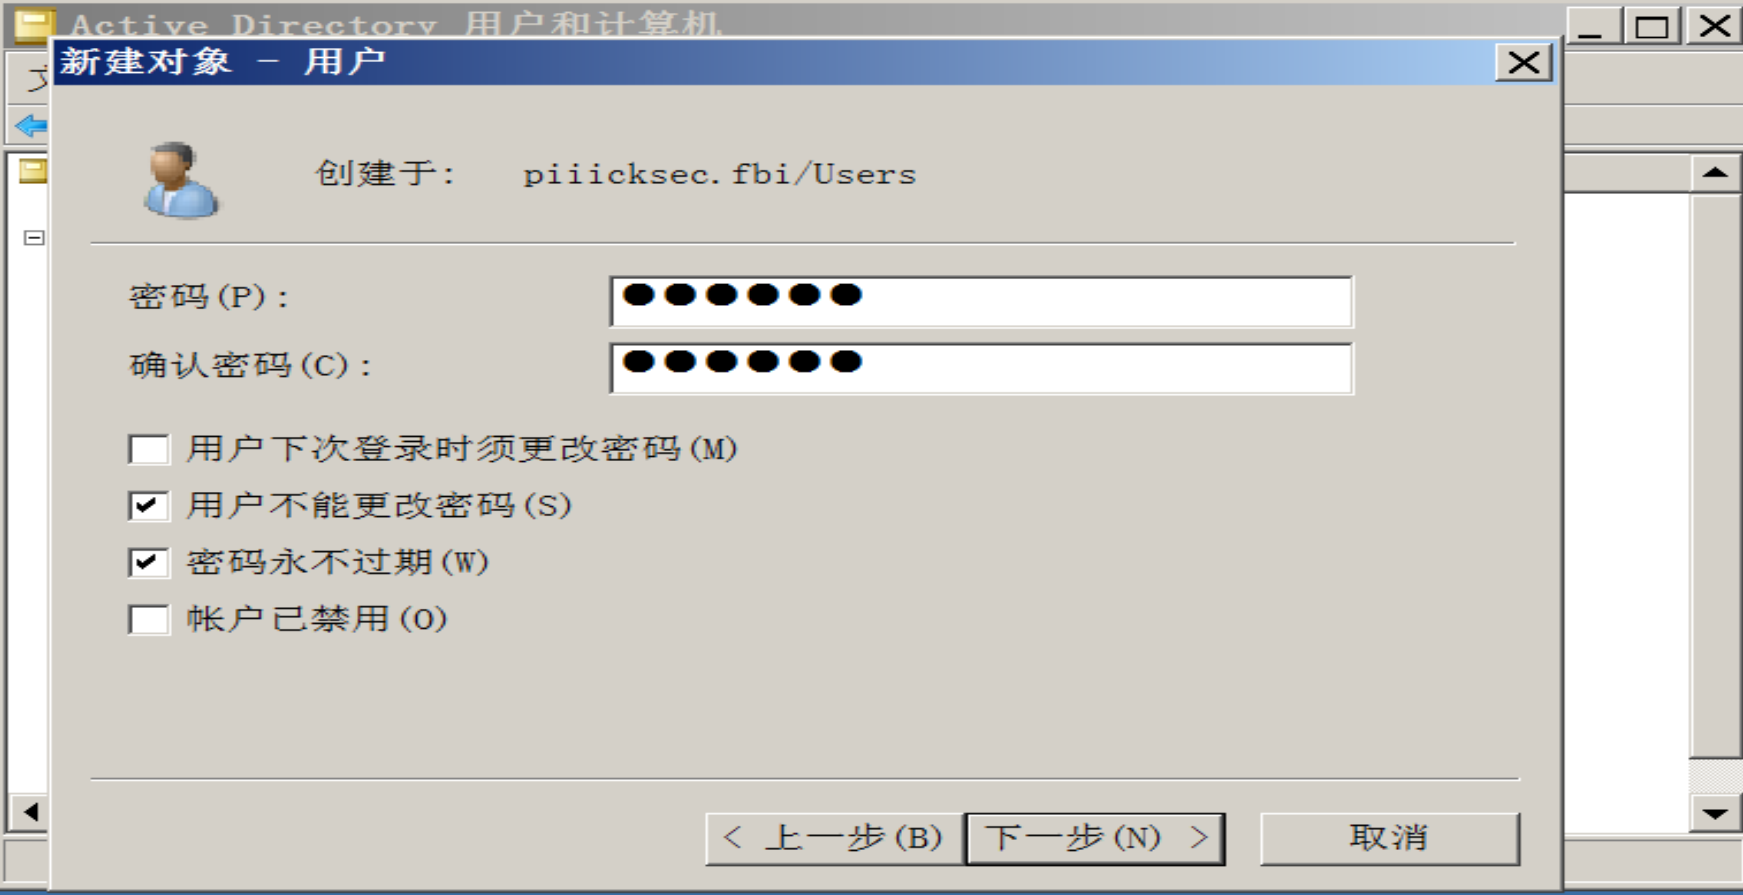 Active Directory 用户和计算机
新建对象 - 用户
创建于: piiicksec.fbi/Users
密码(P):
确认密码(C):
用户下次登录时须更改密码(M)
用户不能更改密码(S)
密码永不过期(W)
帐户已禁用(O)
< 上一步(B) 下一步(N) > 取消